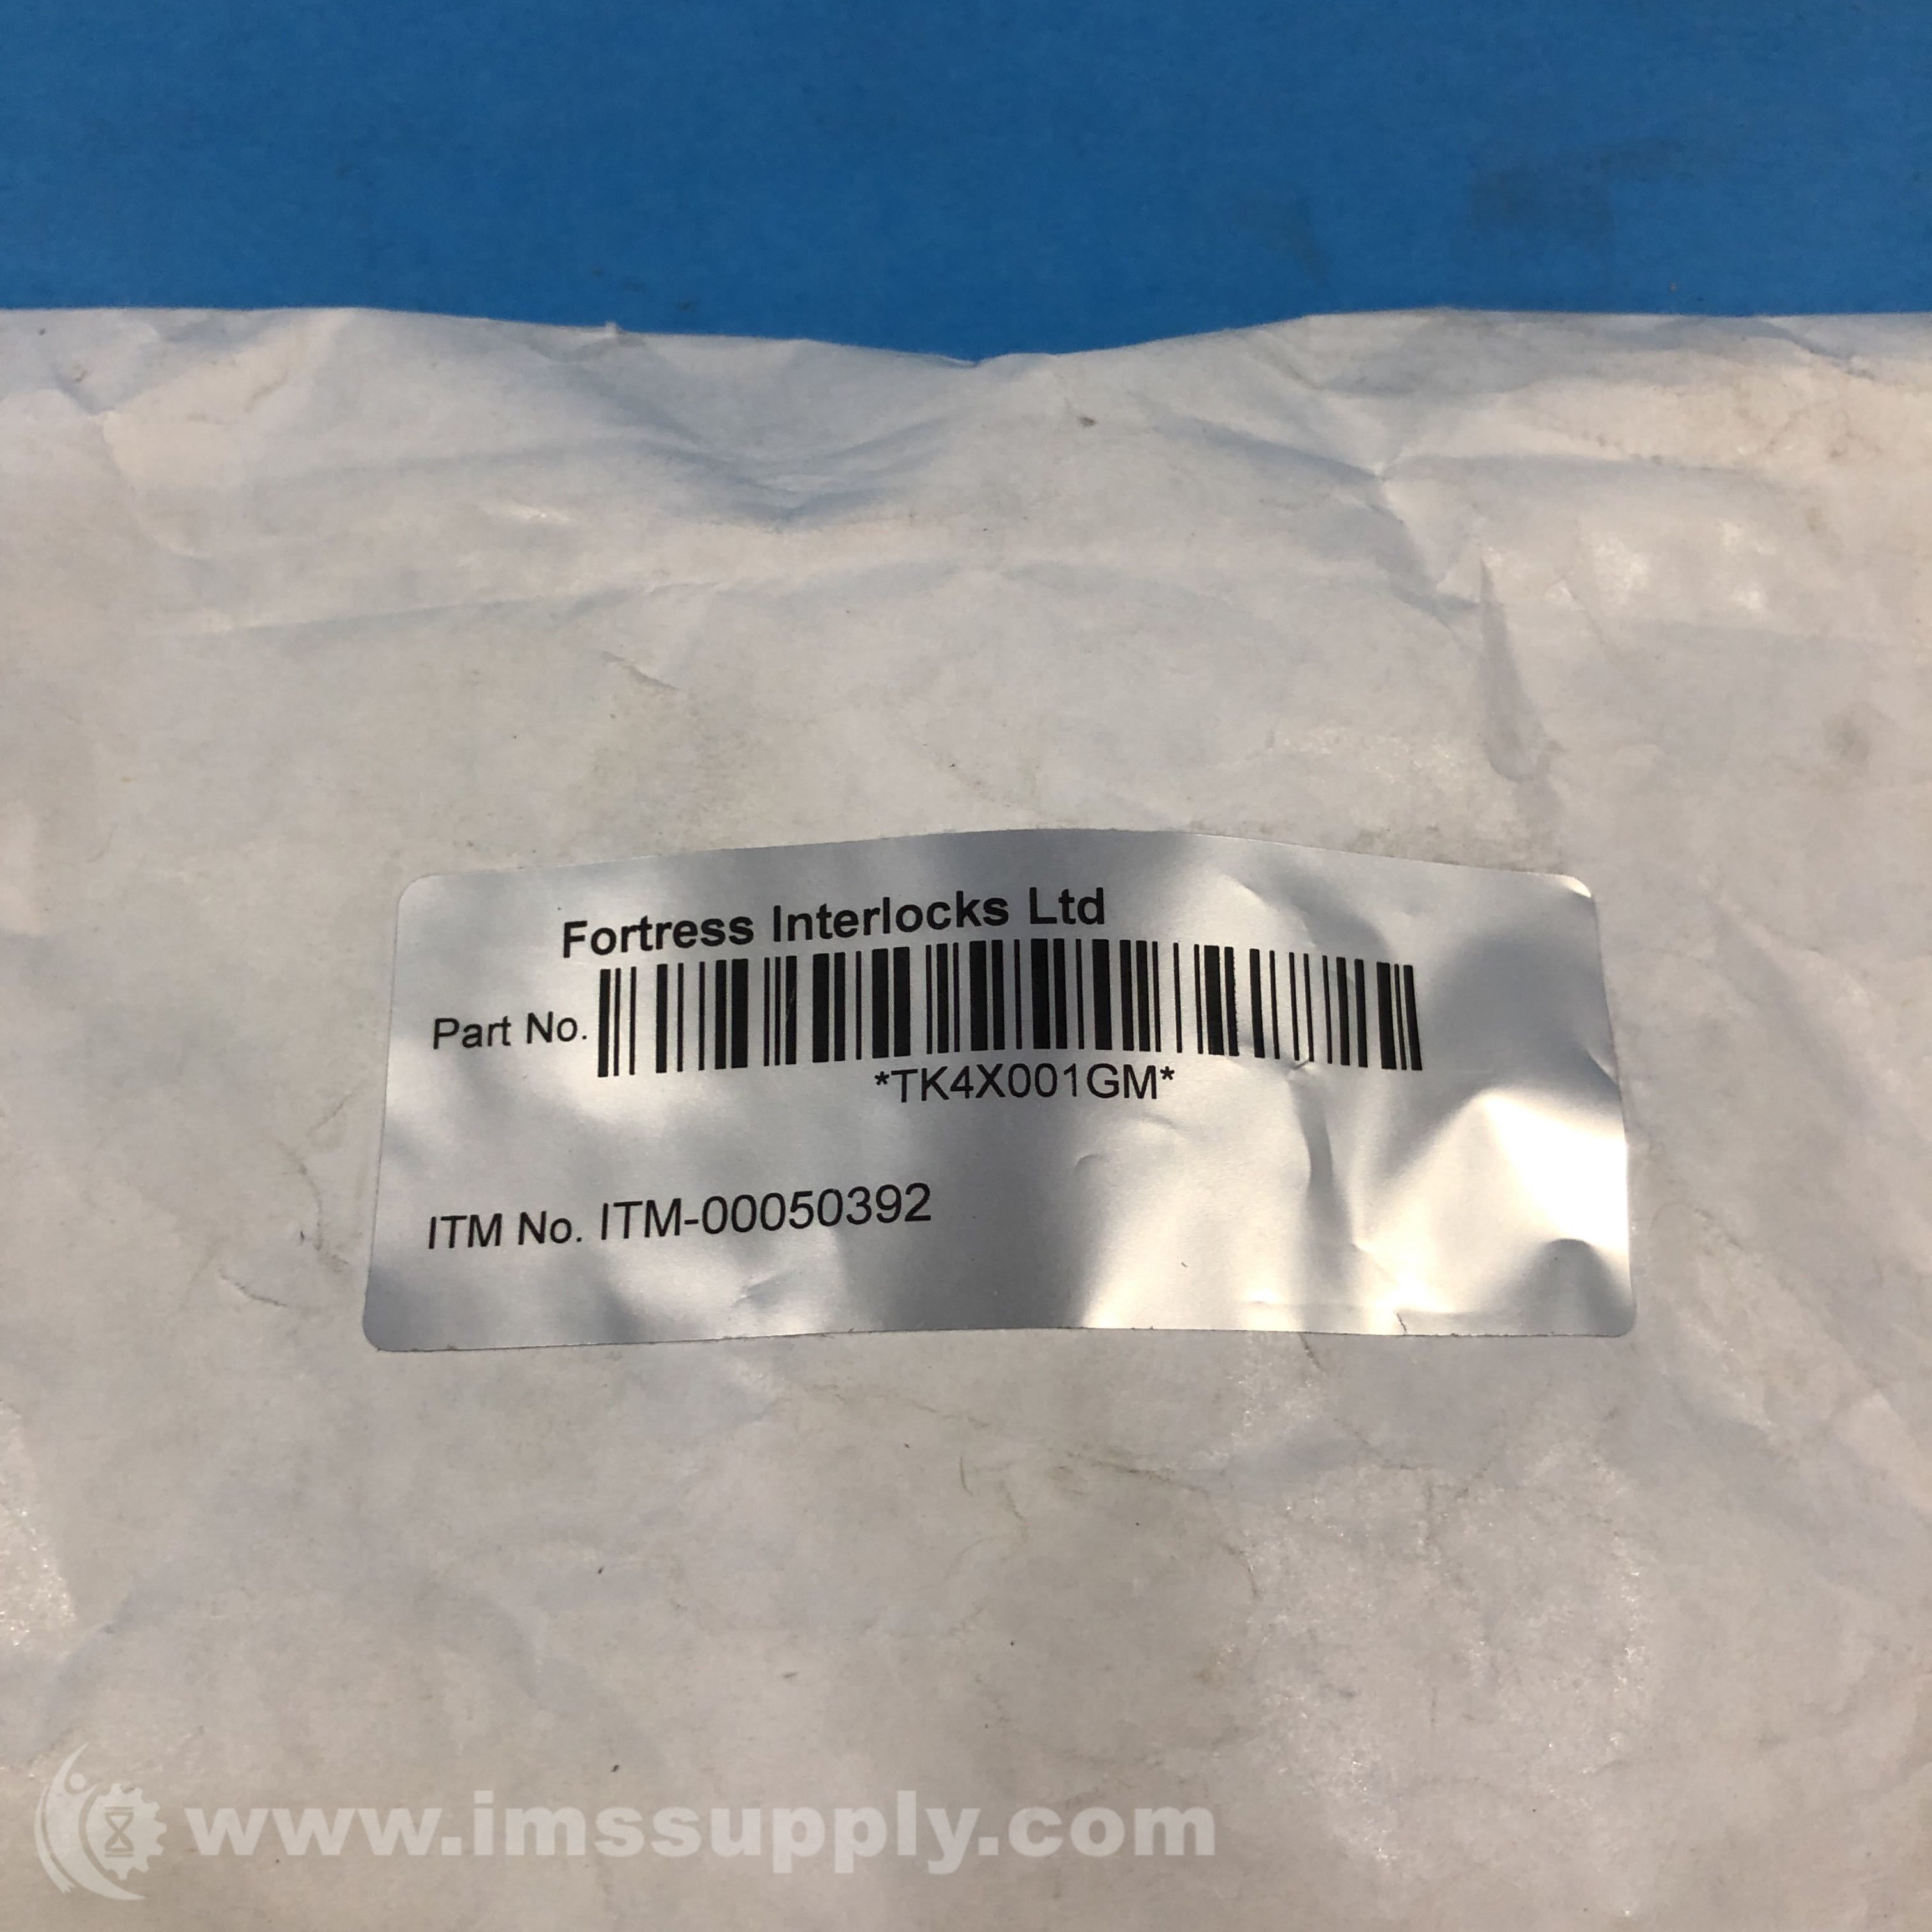 Fortress Interlocks Ltd
Part No.
*TK4X001GM*
ITM No. ITM-00050392
www.imssupply.com